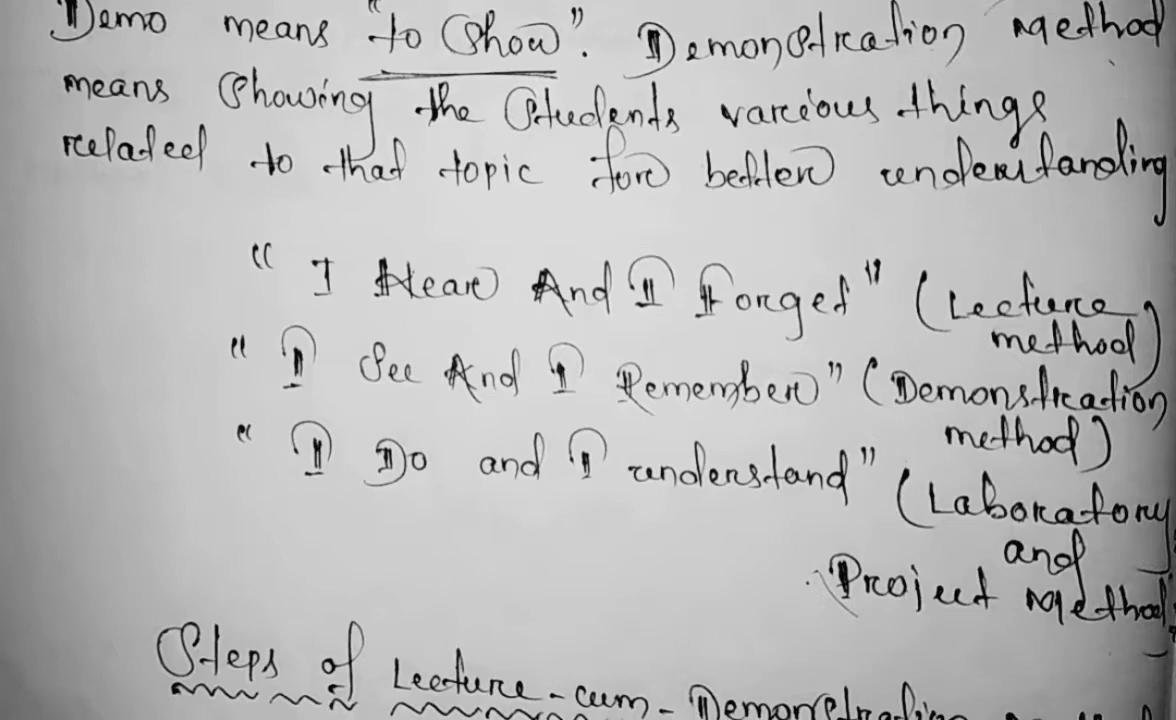 Demo means "to Show". Demonstration Method
means Showing the Students various things
related to that topic for better understanding
"I Hear And I Forget" (Lecture
method)
"I See And I Remember" (Demonstration
method)
"I Do and I understand" (Laboratory
and
Project Method
Steps of Lecture-cum-Demonstration